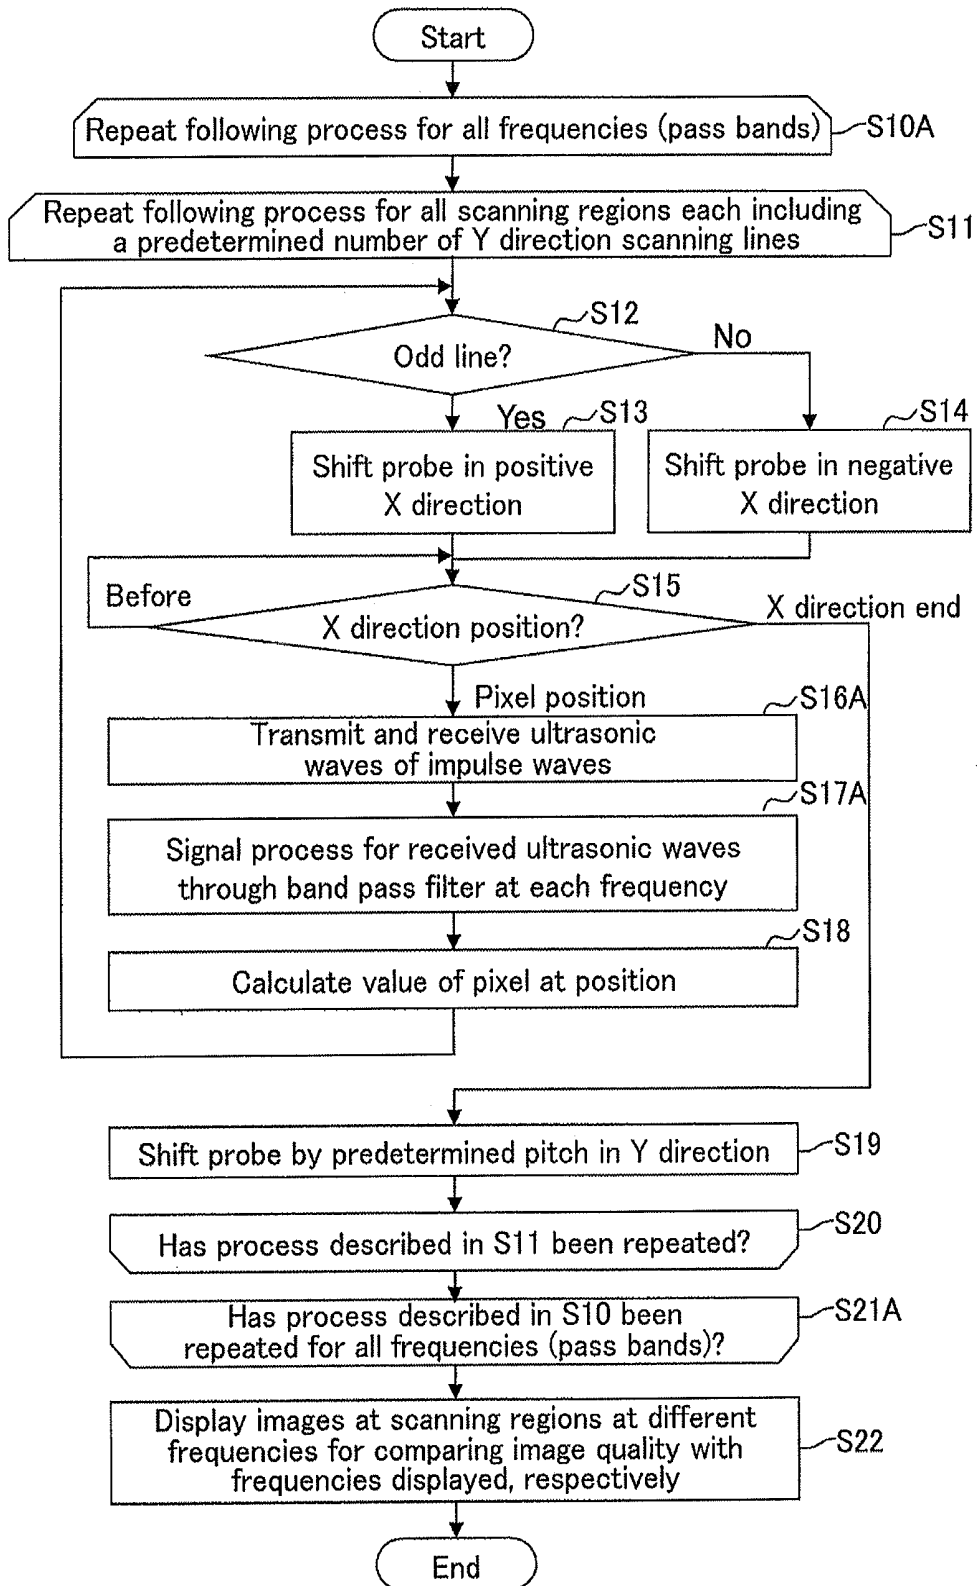 Start
Repeat following process for all frequencies (pass bands)
S10A
Repeat following process for all scanning regions each including
a predetermined number of Y direction scanning lines
S11
S12
Odd line?
No
Yes
S13
S14
Shift probe in positive
X direction
Shift probe in negative
X direction
Before
S15
X direction position?
X direction end
Pixel position
S16A
Transmit and receive ultrasonic
waves of impulse waves
S17A
Signal process for received ultrasonic waves
through band pass filter at each frequency
S18
Calculate value of pixel at position
Shift probe by predetermined pitch in Y direction
S19
Has process described in S11 been repeated?
S20
Has process described in S10 been
repeated for all frequencies (pass bands)?
S21A
Display images at scanning regions at different
frequencies for comparing image quality with
frequencies displayed, respectively
S22
End